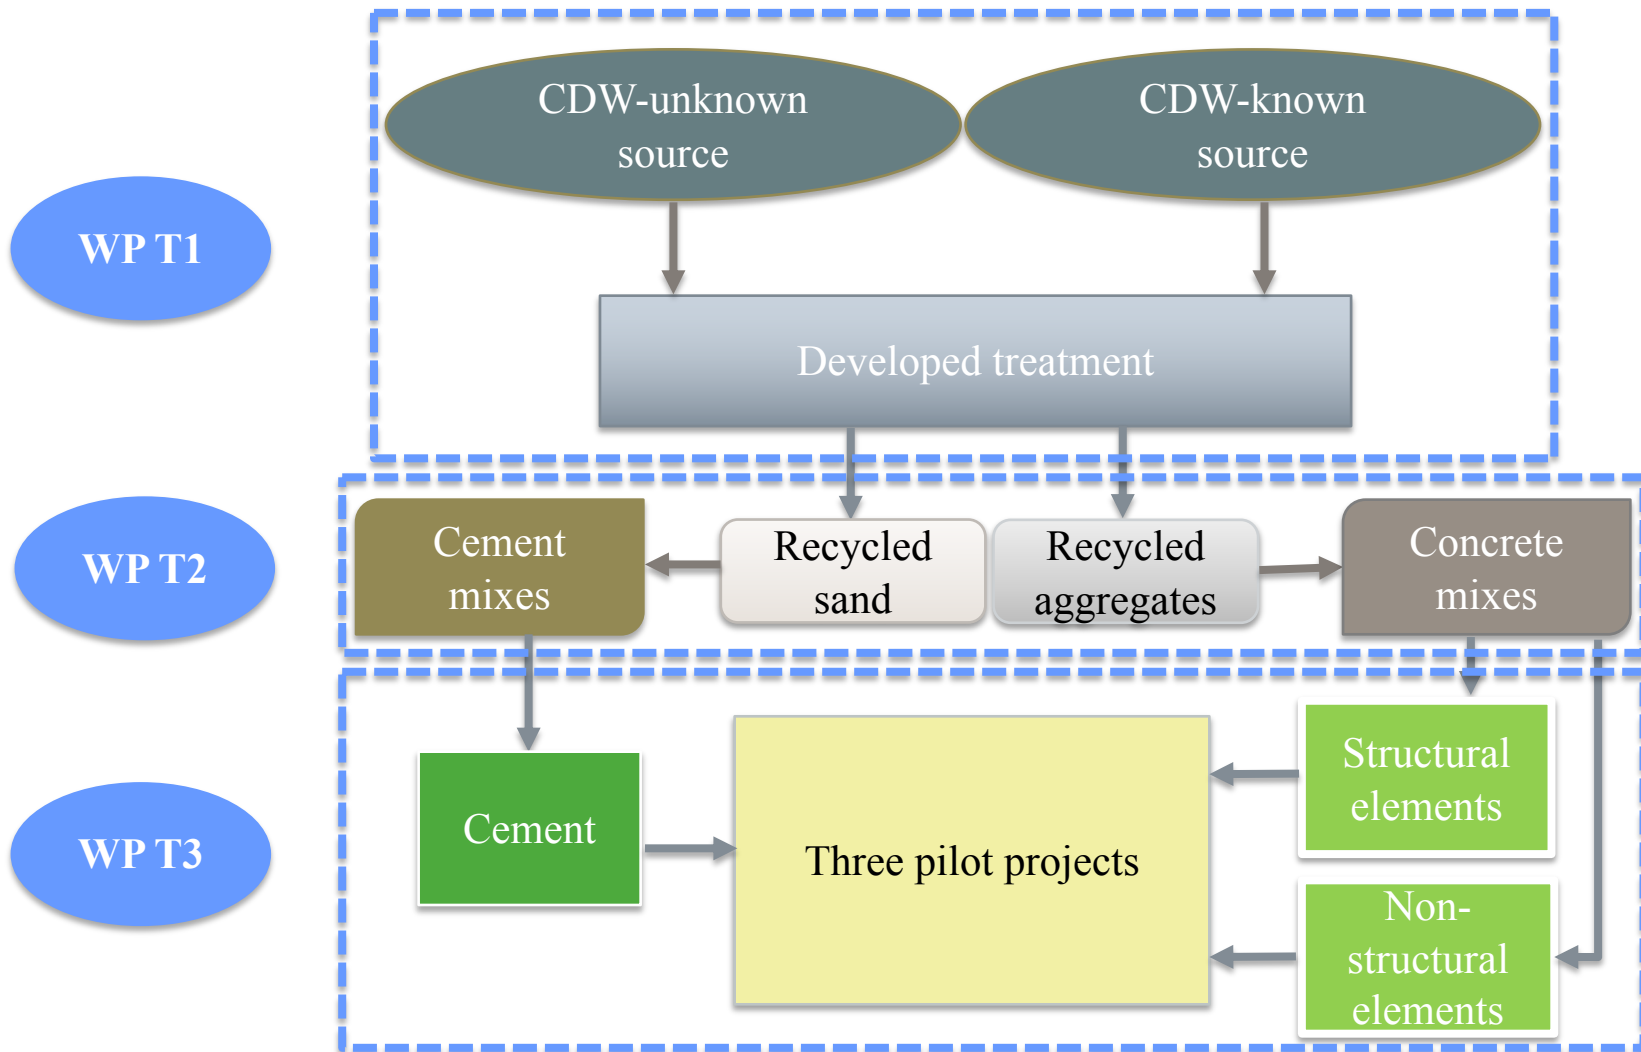 CDW-unknown
source
CDW-known
source
WP T1
Developed treatment
WP T2
Cement
mixes
Recycled
sand
Recycled
aggregates
Concrete
mixes
WP T3
Cement
Three pilot projects
Structural
elements
Non-
structural
elements